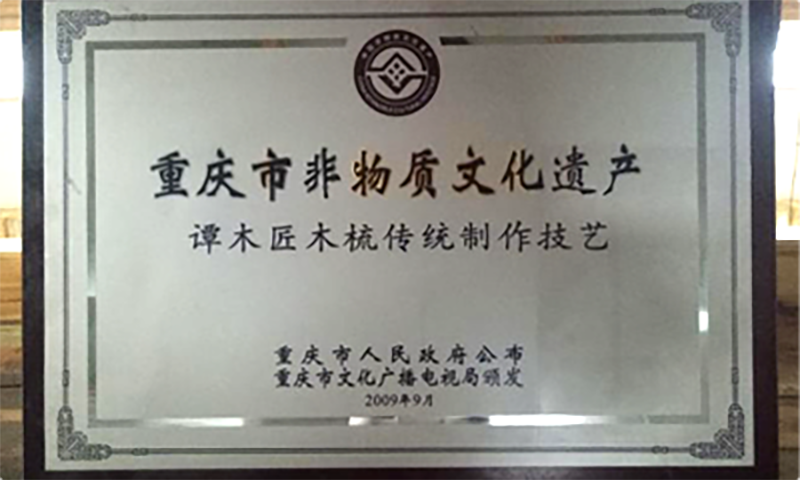 重庆市非物质文化遗产
谭木匠木梳传统制作技艺
重庆市人民政府公布
重庆市文化广播电视局颁发
2009年9月